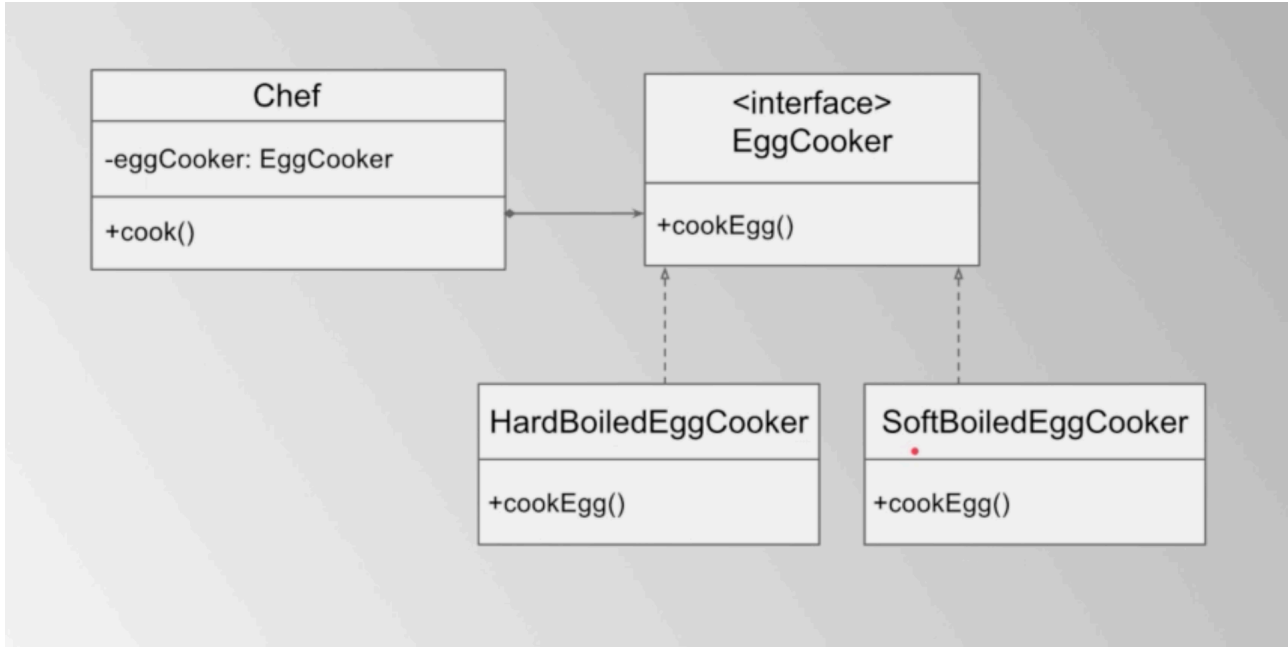 Chef
-eggCooker: EggCooker
+cook()
<interface>
EggCooker
+cookEgg()
HardBoiledEggCooker
+cookEgg()
SoftBoiledEggCooker
+cookEgg()